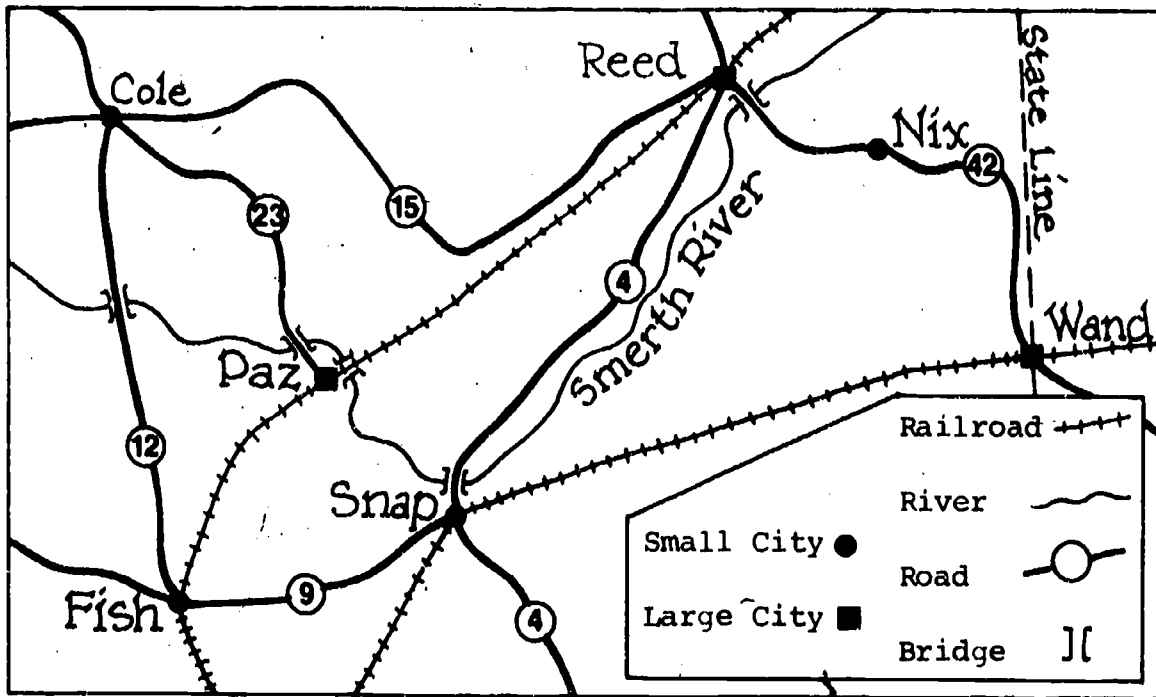 Cole
Reed
Nix
State Line
42
23
15
4
Smerth River
Wand
Paz
12
Snap
Fish
9
4
Railroad
River
Small City
Road
Large City
Bridge